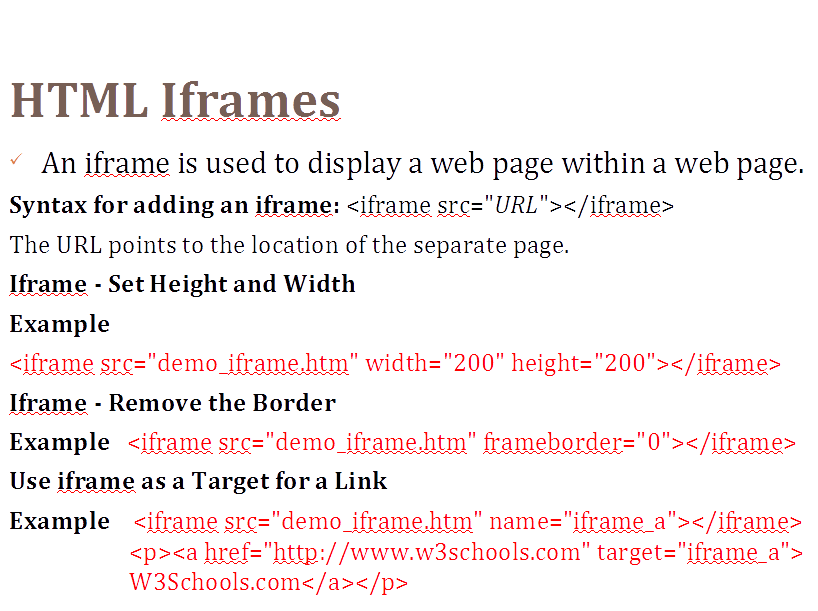 HTML Iframes
✓ An iframe is used to display a web page within a web page.
Syntax for adding an iframe: <iframe src="URL"></iframe>
The URL points to the location of the separate page.
Iframe - Set Height and Width
Example
<iframe src="demo_iframe.htm" width="200" height="200"></iframe>
Iframe - Remove the Border
Example <iframe src="demo_iframe.htm" frameborder="0"></iframe>
Use iframe as a Target for a Link
Example <iframe src="demo_iframe.htm" name="iframe_a"></iframe>
<p><a href="http://www.w3schools.com" target="iframe_a">
W3Schools.com</a></p>